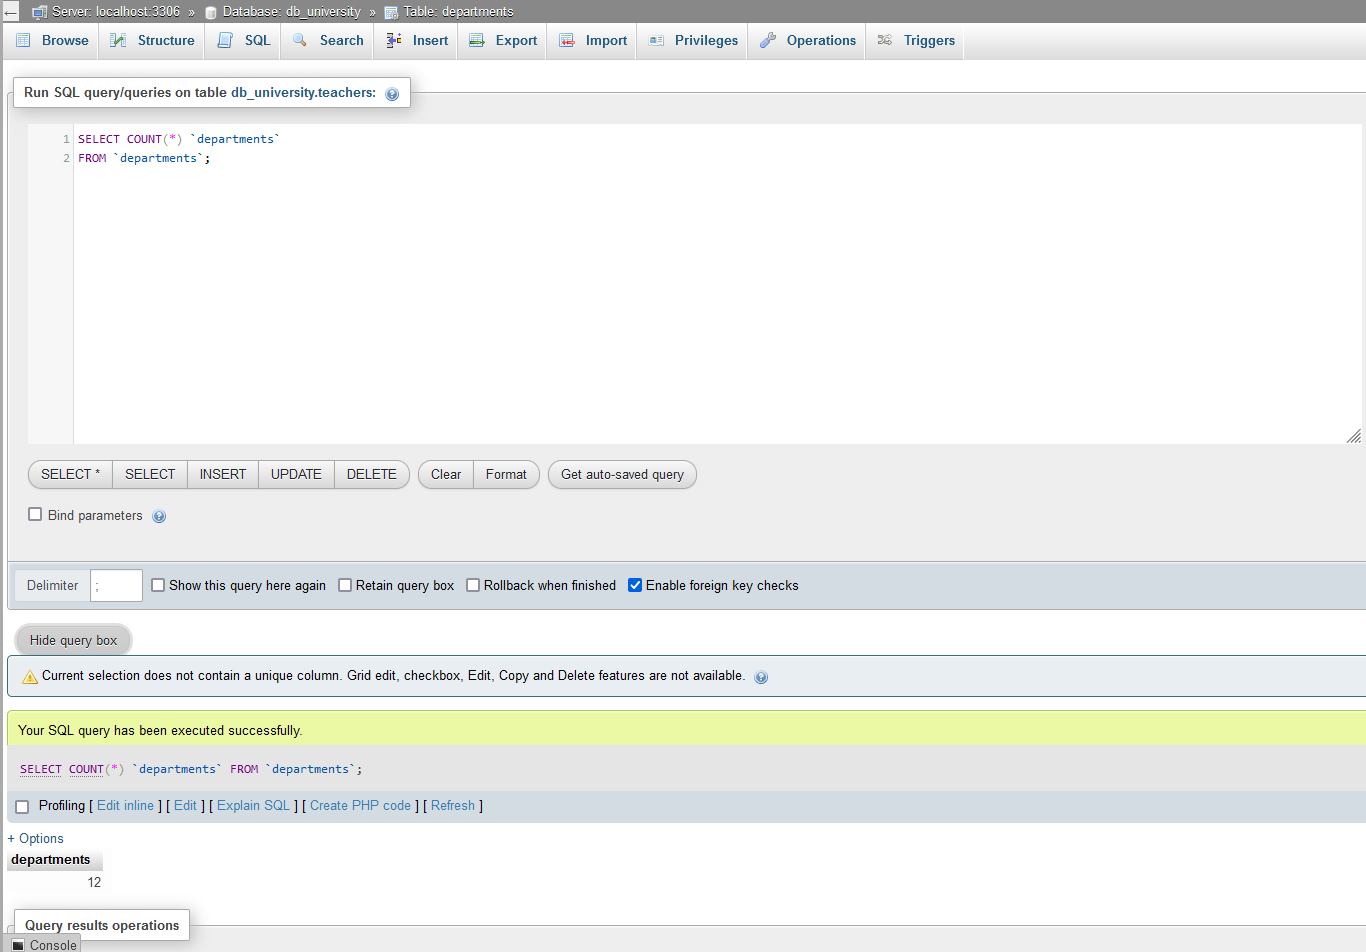 Server: localhost:3306 » Database: db_university » Table: departments
Browse Structure SQL Search Insert Export Import Privileges Operations Triggers
Run SQL query/queries on table db_university.teachers:
1 SELECT COUNT(*) `departments`
2 FROM `departments`;
SELECT * SELECT INSERT UPDATE DELETE Clear Format Get auto-saved query
Bind parameters
Delimiter ; Show this query here again Retain query box Rollback when finished Enable foreign key checks
Hide query box
Current selection does not contain a unique column. Grid edit, checkbox, Edit, Copy and Delete features are not available.
Your SQL query has been executed successfully.
SELECT COUNT(*) `departments` FROM `departments`;
Profiling [ Edit inline ] [ Edit ] [ Explain SQL ] [ Create PHP code ] [ Refresh ]
+ Options
departments
12
Query results operations
Console